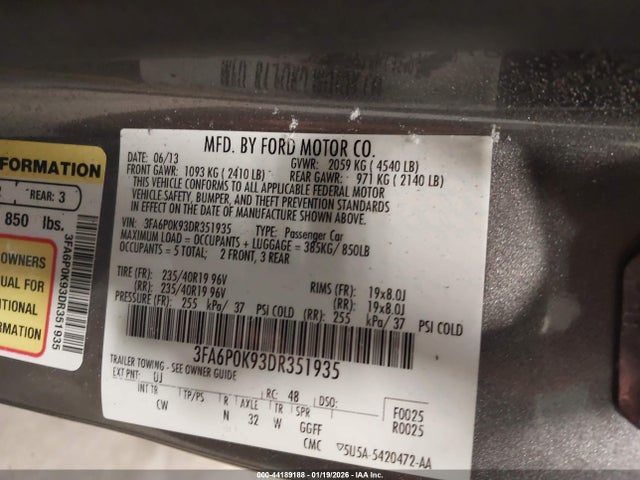 FORMATION
REAR: 3
850 lbs.
OWNERS
UAL FOR
ITIONAL
FORMATION
3FA6P0K93DR351935
MFD. BY FORD MOTOR CO.
DATE: 06/13 GVWR: 2059 KG ( 4540 LB)
FRONT GAWR: 1093 KG ( 2410 LB) REAR GAWR: 971 KG ( 2140 LB)
THIS VEHICLE CONFORMS TO ALL APPLICABLE FEDERAL MOTOR
VEHICLE SAFETY, BUMPER, AND THEFT PREVENTION STANDARDS
IN EFFECT ON THE DATE OF MANUFACTURE SHOWN ABOVE.
VIN: 3FA6P0K93DR351935 TYPE: Passenger Car
MAXIMUM LOAD = OCCUPANTS + LUGGAGE = 385KG/ 850LB
OCCUPANTS = 5 TOTAL; 2 FRONT, 3 REAR
TIRE (FR): 235/40R19 96V RIMS (FR): 19x8.0J
(RR): 235/40R19 96V (RR): 19x8.0J
PRESSURE (FR): 255 kPa/ 37 PSI COLD (RR): 255 kPa/ 37 PSI COLD
3FA6P0K93DR351935
TRAILER TOWING - SEE OWNER GUIDE
EXT PNT: UJ RC: 48 DSO:
INT TR TP/PS R AXLE TR SPR F0025
CW N 32 W GGFF R0025
CMC 5U5A-5420472-AA
000-44189188 - 01/19/2026 - IAAI Corporate